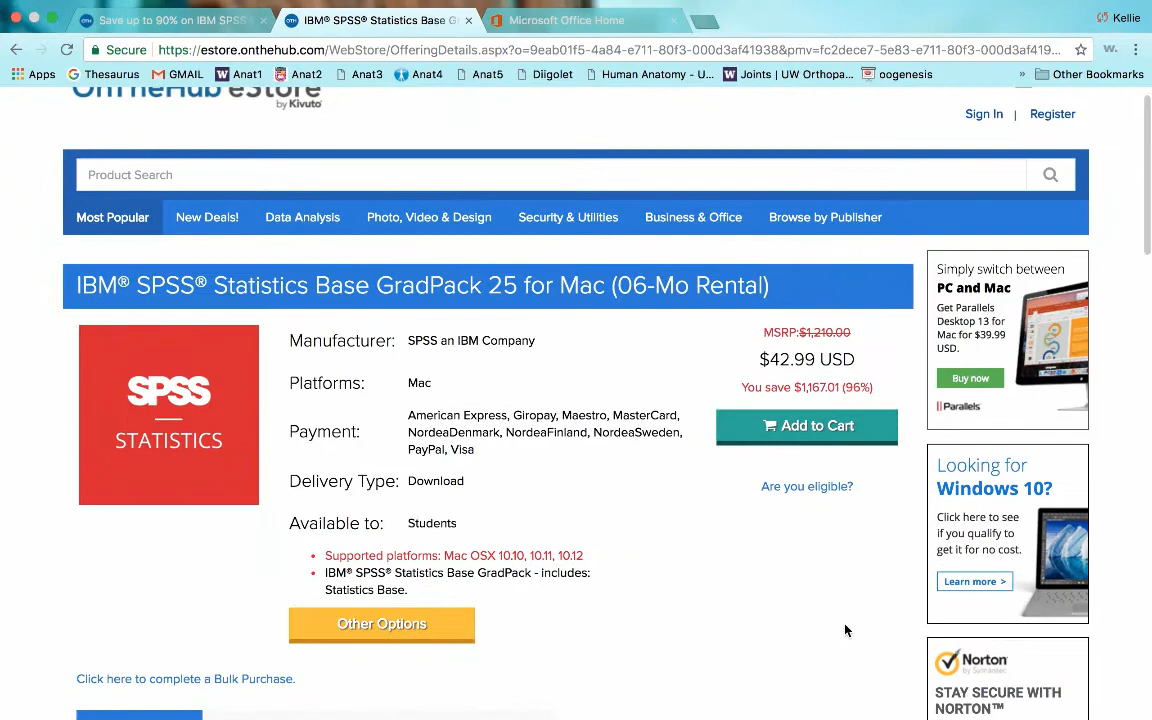 Save up to 90% on IBM SPSS
IBM® SPSS® Statistics Base G
Microsoft Office Home
Kellie
Secure
https://estore.onthehub.com/WebStore/OfferingDetails.aspx?o=9eab01f5-4a84-e711-80f3-000d3af41938&pmv=fc2dece7-5e83-e711-80f3-000d3af4...
W.
Apps
Thesaurus
GMAIL
Anat1
Anat2
Anat3
Anat4
Anat5
Diigolet
Human Anatomy - U...
Joints | UW Orthopa...
oogenesis
»
Other Bookmarks
OnTheHub eStore
by Kivuto
Sign In | Register
Product Search
Most Popular
New Deals!
Data Analysis
Photo, Video & Design
Security & Utilities
Business & Office
Browse by Publisher
IBM® SPSS® Statistics Base GradPack 25 for Mac (06-Mo Rental)
SPSS
STATISTICS
Manufacturer: SPSS an IBM Company
Platforms: Mac
Payment: American Express, Giropay, Maestro, MasterCard,
NordeaDenmark, NordeaFinland, NordeaSweden,
PayPal, Visa
Delivery Type: Download
Available to: Students
• Supported platforms: Mac OSX 10.10, 10.11, 10.12
• IBM® SPSS® Statistics Base GradPack - includes:
Statistics Base.
Other Options
MSRP:$1,210.00
$42.99 USD
You save $1,167.01 (96%)
Add to Cart
Are you eligible?
Click here to complete a Bulk Purchase.
Simply switch between
PC and Mac
Get Parallels
Desktop 13 for
Mac for $39.99
USD.
Buy now
Parallels
Looking for
Windows 10?
Click here to see
if you qualify to
get it for no cost.
Learn more >
Norton
by Symantec
STAY SECURE WITH
NORTON™